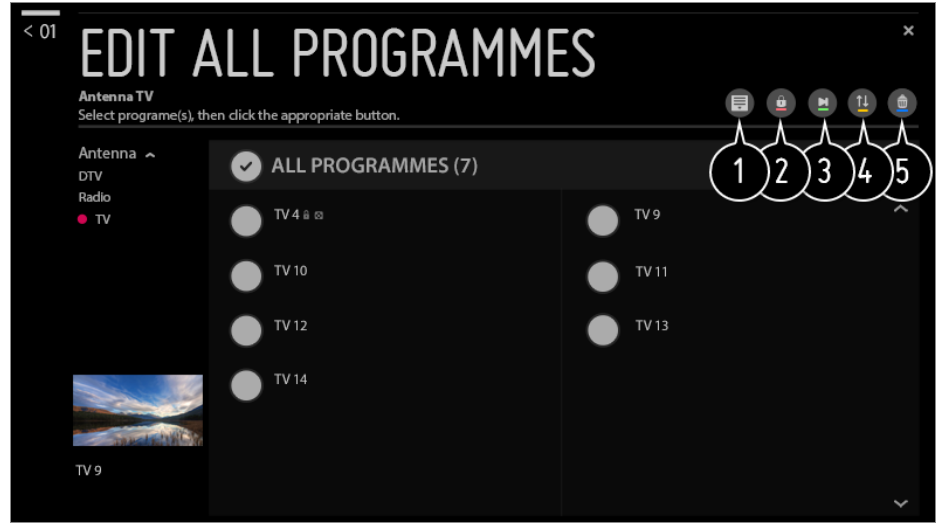 < 01
EDIT ALL PROGRAMMES
×
Antenna TV
Select programe(s), then click the appropriate button.
1 2 3 4 5
Antenna
DTV
Radio
TV
ALL PROGRAMMES (7)
TV 4
TV 9
TV 10
TV 11
TV 12
TV 13
TV 14
TV 9